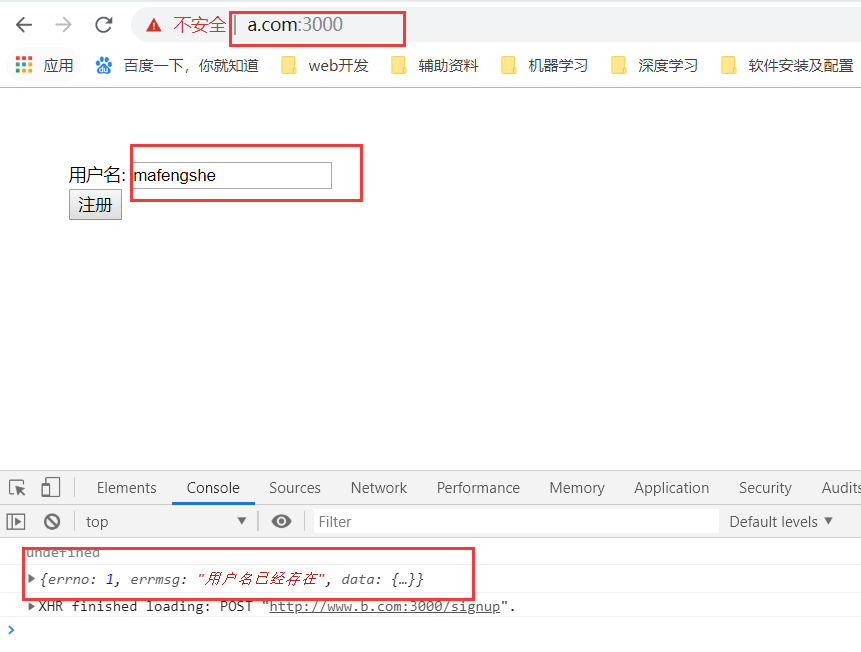 不安全 | a.com:3000
应用 百度一下，你就知道 web开发 辅助资料 机器学习 深度学习 软件安装及配置
用户名: mafengshe
注册
Elements Console Sources Network Performance Memory Application Security Audits
top Filter Default levels
undefined
{errno: 1, errmsg: "用户名已经存在", data: {…}}
XHR finished loading: POST "http://www.b.com:3000/signup".